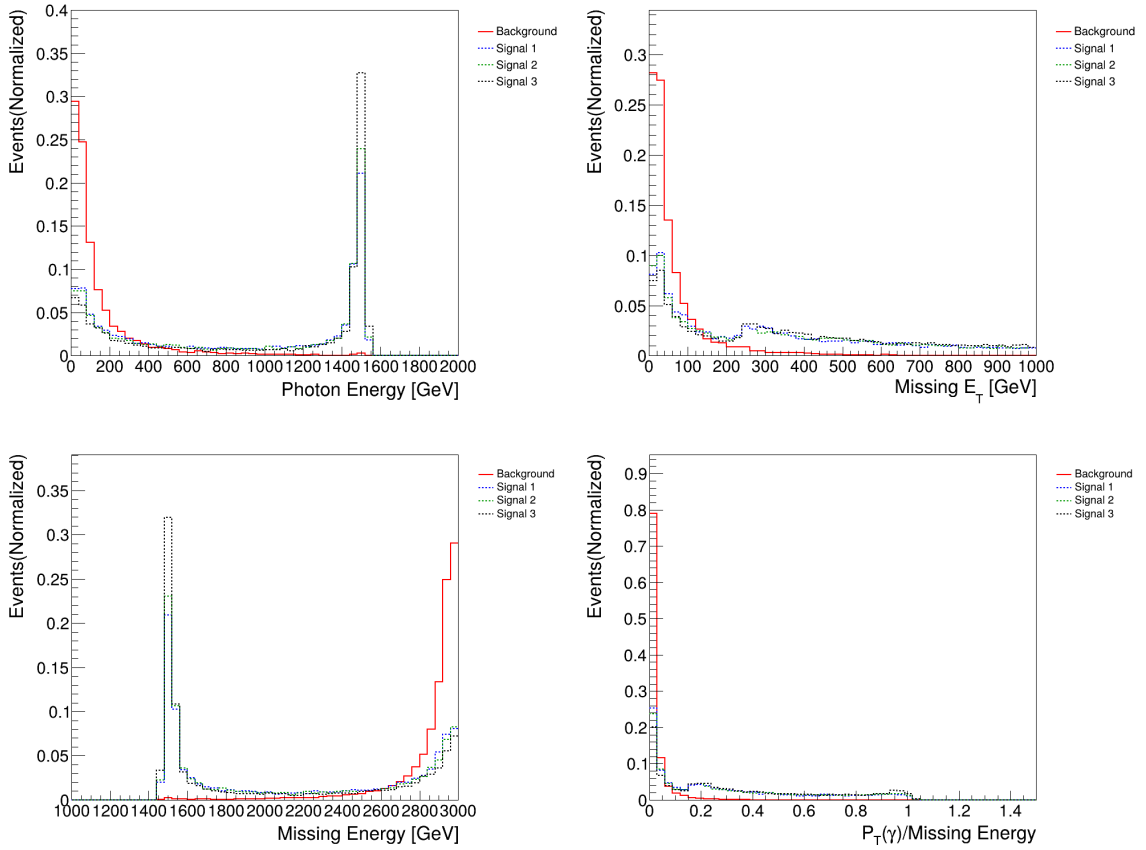 Events(Normalized)
0.4
0.35
0.3
0.25
0.2
0.15
0.1
0.05
0
0 200 400 600 800 1000 1200 1400 1600 1800 2000
Photon Energy [GeV]
Background
Signal 1
Signal 2
Signal 3
Events(Normalized)
0.3
0.25
0.2
0.15
0.1
0.05
0
0 100 200 300 400 500 600 700 800 900 1000
Missing E_T [GeV]
Background
Signal 1
Signal 2
Signal 3
Events(Normalized)
0.35
0.3
0.25
0.2
0.15
0.1
0.05
0
1000 1200 1400 1600 1800 2000 2200 2400 2600 2800 3000
Missing Energy [GeV]
Background
Signal 1
Signal 2
Signal 3
Events(Normalized)
0.9
0.8
0.7
0.6
0.5
0.4
0.3
0.2
0.1
0
0 0.2 0.4 0.6 0.8 1 1.2 1.4
P_T(γ)/Missing Energy
Background
Signal 1
Signal 2
Signal 3